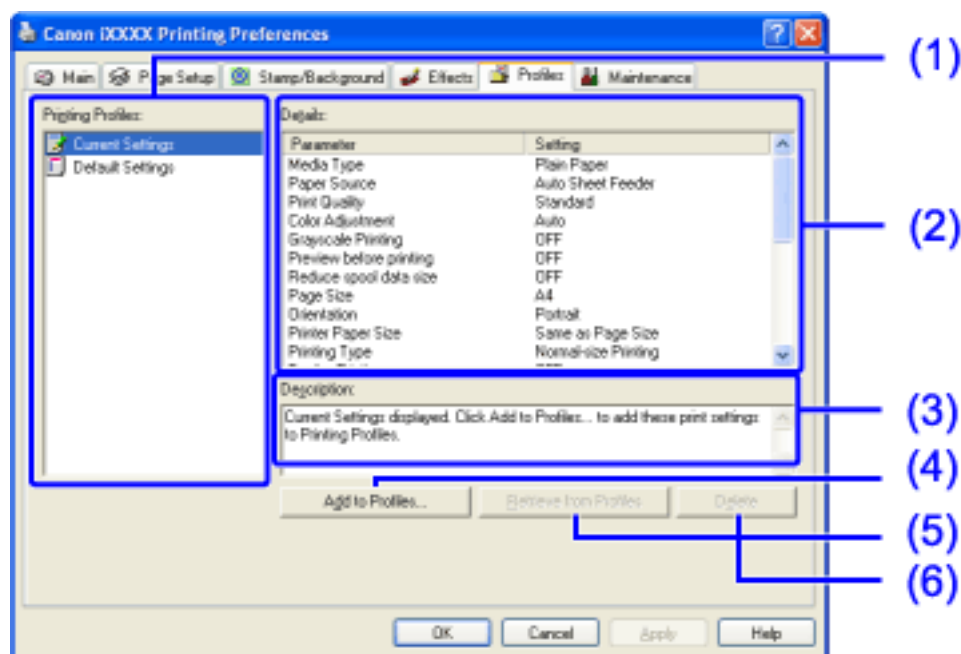 Canon iXXXX Printing Preferences
(1)
Main Page Setup Stamp/Background Effects Profiles Maintenance
Printing Profiles:
Current Settings
Default Settings
Details:
Parameter Setting
Media Type Plain Paper
Paper Source Auto Sheet Feeder
Print Quality Standard
Color Adjustment Auto
Grayscale Printing OFF
Preview before printing OFF
Reduce spool data size OFF
Page Size A4
Orientation Portrait
Printer Paper Size Same as Page Size
Printing Type Normal-size Printing
(2)
Description:
Current Settings displayed. Click Add to Profiles... to add these print settings
to Printing Profiles.
(3)
(4)
Add to Profiles... Retrieve from Profiles Delete
(5)
(6)
OK Cancel Apply Help